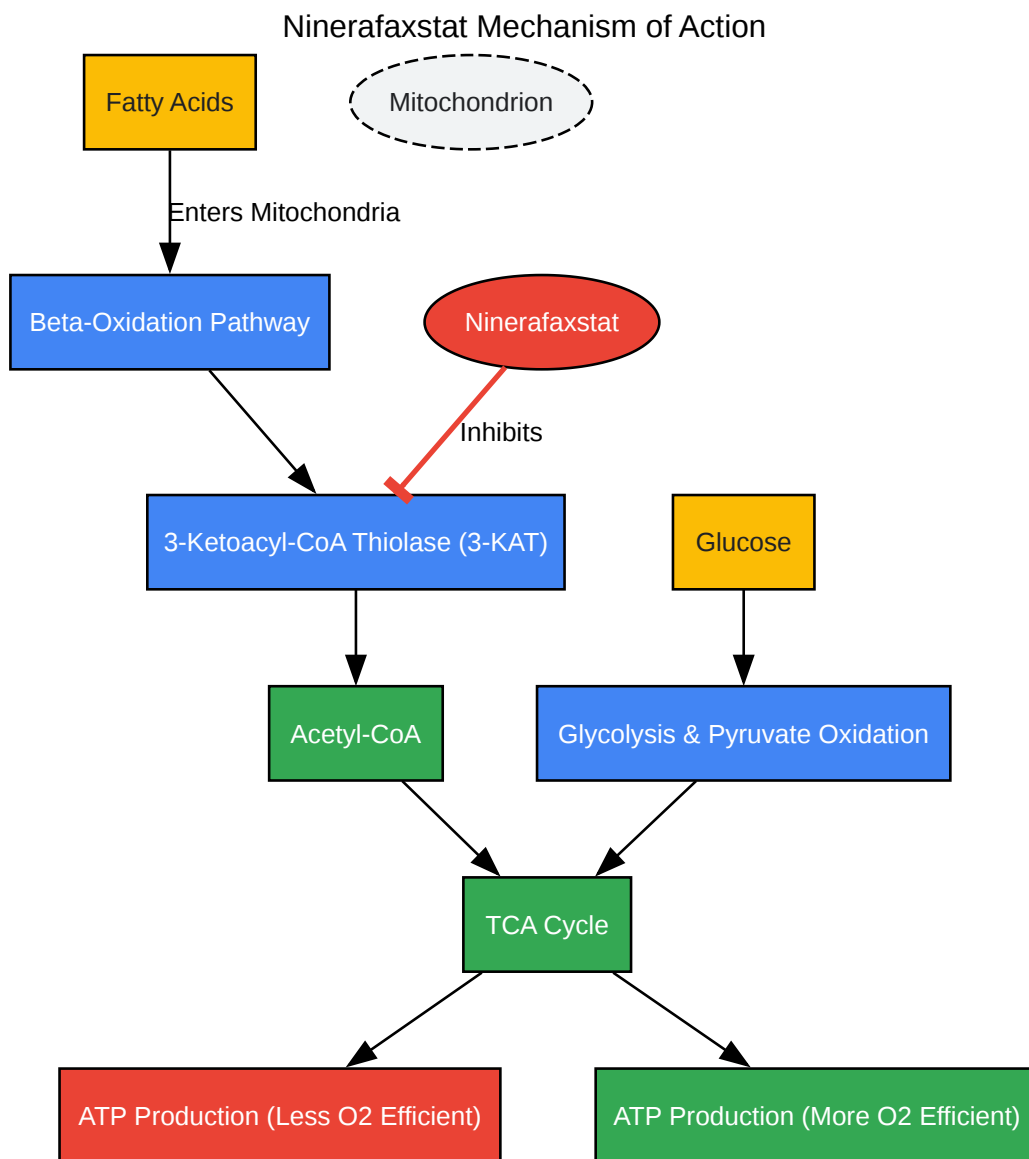 Ninerafaxstat Mechanism of Action
Fatty Acids
Mitochondrion
Enters Mitochondria
Beta-Oxidation Pathway
Ninerafaxstat
Inhibits
3-Ketoacyl-CoA Thiolase (3-KAT)
Glucose
Acetyl-CoA
Glycolysis & Pyruvate Oxidation
TCA Cycle
ATP Production (Less O2 Efficient)
ATP Production (More O2 Efficient)